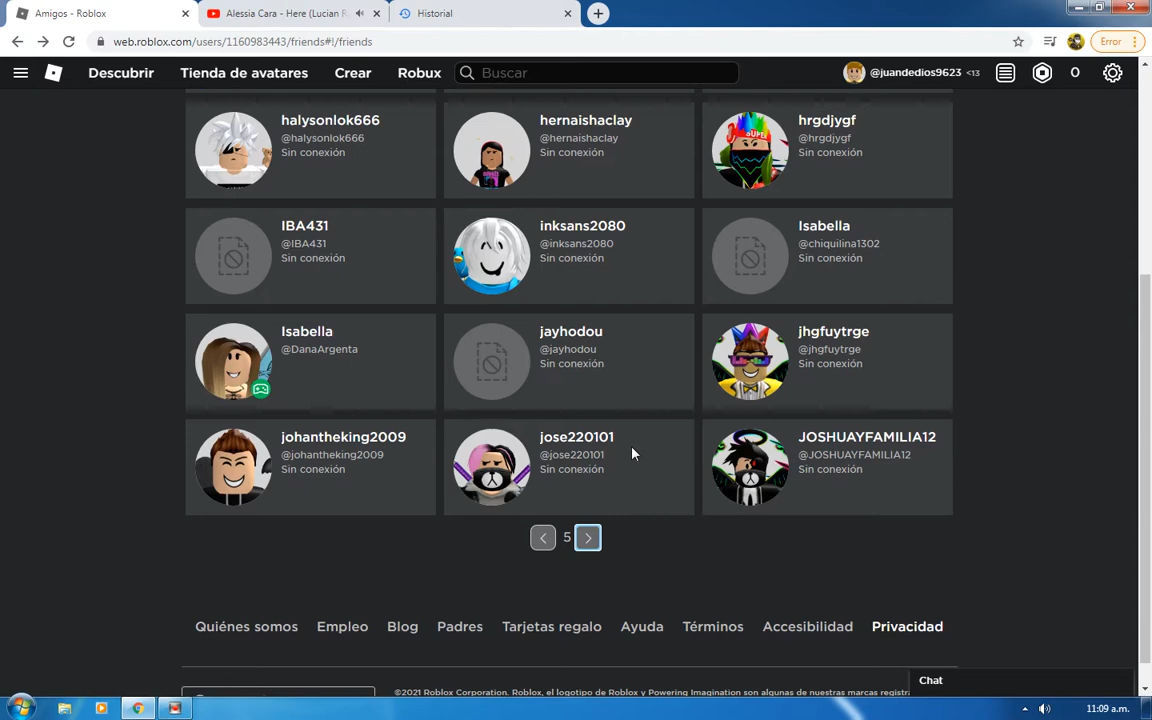 Amigos - Roblox
Alessia Cara - Here (Lucian R
Historial
web.roblox.com/users/1160983443/friends#!/friends
Error
Descubrir
Tienda de avatares
Crear
Robux
Buscar
@juandedios9623 <13
0
halysonlok666
@halysonlok666
Sin conexión
hernaishaclay
@hernaishaclay
Sin conexión
hrgdjygf
@hrgdjygf
Sin conexión
IBA431
@IBA431
Sin conexión
inksans2080
@inksans2080
Sin conexión
Isabella
@chiquilina1302
Sin conexión
Isabella
@DanaArgenta
jayhodou
@jayhodou
Sin conexión
jhgfuytrge
@jhgfuytrge
Sin conexión
johantheking2009
@johantheking2009
Sin conexión
jose220101
@jose220101
Sin conexión
JOSHUAYFAMILIA12
@JOSHUAYFAMILIA12
Sin conexión
5
Quiénes somos
Empleo
Blog
Padres
Tarjetas regalo
Ayuda
Términos
Accesibilidad
Privacidad
©2021 Roblox Corporation. Roblox, el logotipo de Roblox y Powering Imagination son algunas de nuestras marcas registra
Chat
11:09 a.m.